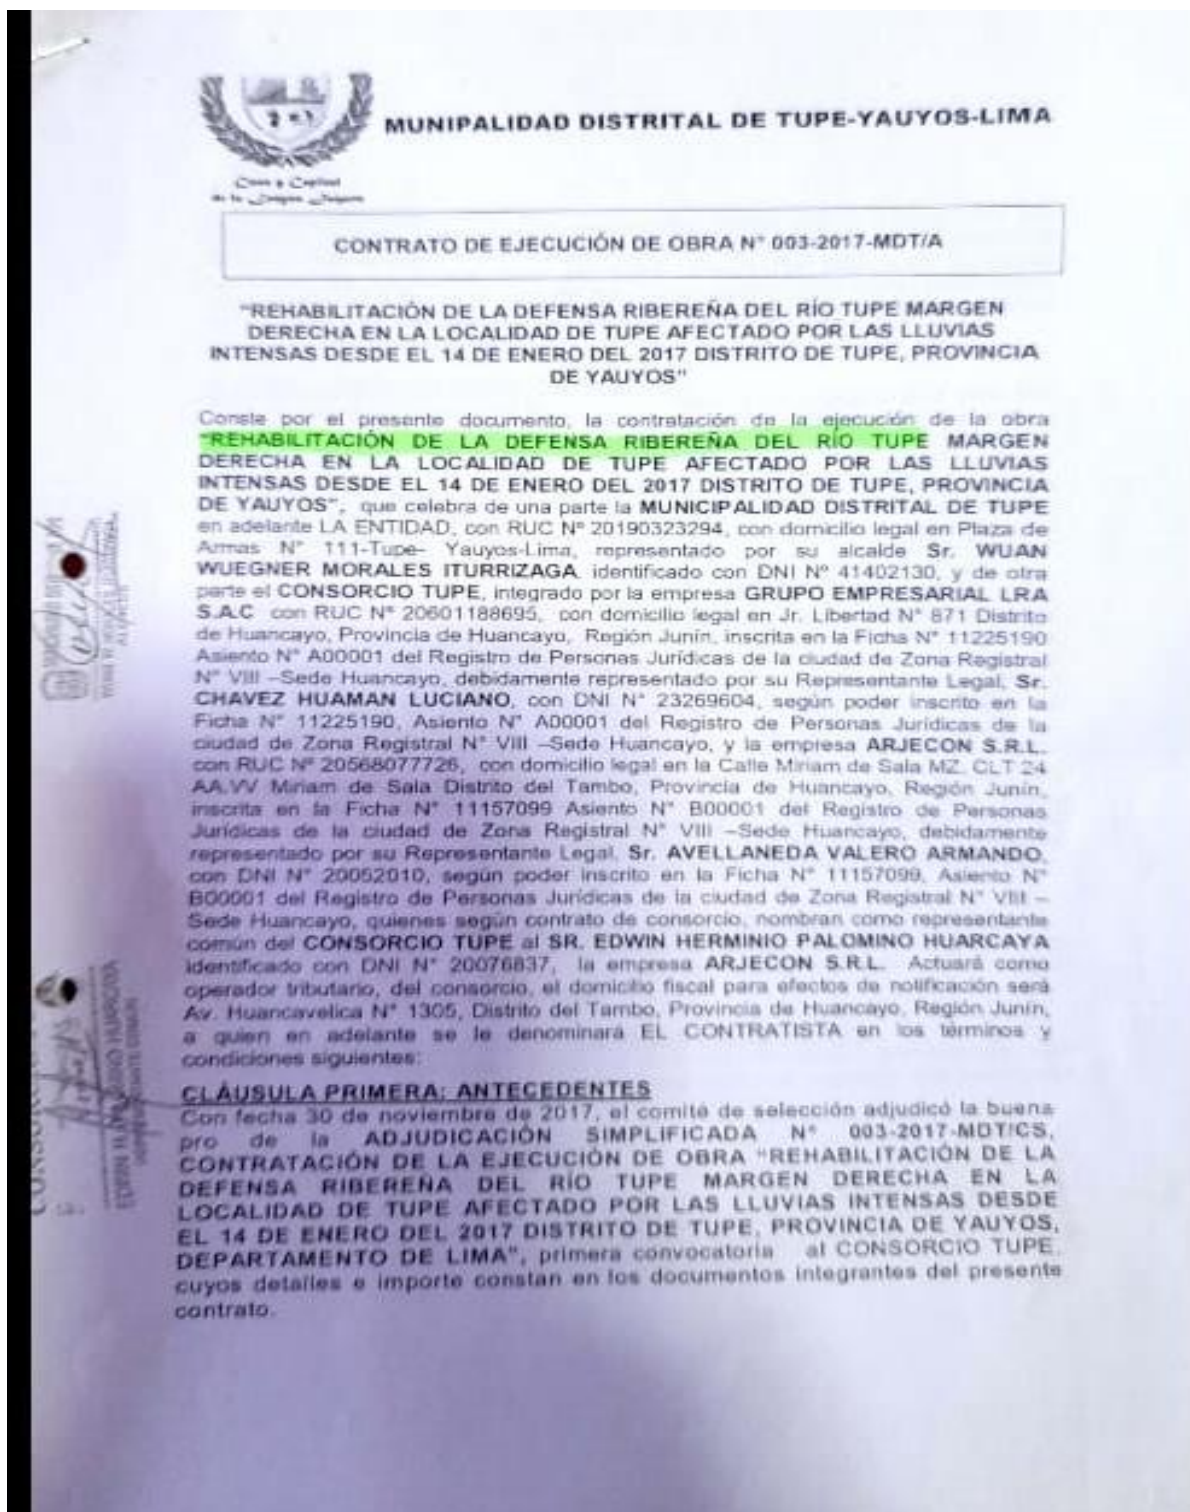 MUNIPALIDAD DISTRITAL DE TUPE-YAUYOS-LIMA
Cuna y Capital
de la Lengua
CONTRATO DE EJECUCIÓN DE OBRA N° 003-2017-MDT/A
"REHABILITACIÓN DE LA DEFENSA RIBEREÑA DEL RÍO TUPE MARGEN
DERECHA EN LA LOCALIDAD DE TUPE AFECTADO POR LAS LLUVIAS
INTENSAS DESDE EL 14 DE ENERO DEL 2017 DISTRITO DE TUPE, PROVINCIA
DE YAUYOS"
Conste por el presente documento, la contratación de la ejecución de la obra
"REHABILITACIÓN DE LA DEFENSA RIBEREÑA DEL RÍO TUPE MARGEN
DERECHA EN LA LOCALIDAD DE TUPE AFECTADO POR LAS LLUVIAS
INTENSAS DESDE EL 14 DE ENERO DEL 2017 DISTRITO DE TUPE, PROVINCIA
DE YAUYOS", que celebra de una parte la MUNICIPALIDAD DISTRITAL DE TUPE
en adelante LA ENTIDAD, con RUC Nº 20190323294, con domicilio legal en Plaza de
Armas N° 111-Tupe- Yauyos-Lima, representado por su alcalde Sr. WUAN
WUEGNER MORALES ITURRIZAGA, identificado con DNI Nº 41402130, y de otra
parte el CONSORCIO TUPE, integrado por la empresa GRUPO EMPRESARIAL LRA
S.A.C con RUC N° 20601188695, con domicilio legal en Jr. Libertad N° 871 Distrito
de Huancayo, Provincia de Huancayo, Región Junín, inscrita en la Ficha N° 11225190
Asiento N° A00001 del Registro de Personas Jurídicas de la ciudad de Zona Registral
N° VIII –Sede Huancayo, debidamente representado por su Representante Legal, Sr.
CHAVEZ HUAMAN LUCIANO, con DNI N° 23269604, según poder inscrito en la
Ficha N° 11225190, Asiento N° A00001 del Registro de Personas Jurídicas de la
ciudad de Zona Registral N° VIII –Sede Huancayo, y la empresa ARJECON S.R.L.
con RUC Nº 20568077726, con domicilio legal en la Calle Miriam de Sala MZ. CLT 24
AA.VV Miriam de Sala Distrito del Tambo, Provincia de Huancayo, Región Junín,
inscrita en la Ficha N° 11157099 Asiento N° B00001 del Registro de Personas
Jurídicas de la ciudad de Zona Registral N° VIII –Sede Huancayo, debidamente
representado por su Representante Legal, Sr. AVELLANEDA VALERO ARMANDO,
con DNI N° 20052010, según poder inscrito en la Ficha N° 11157099, Asiento N°
B00001 del Registro de Personas Jurídicas de la ciudad de Zona Registral N° VIII –
Sede Huancayo, quienes según contrato de consorcio, nombran como representante
común del CONSORCIO TUPE al SR. EDWIN HERMINIO PALOMINO HUARCAYA
identificado con DNI N° 20076837, la empresa ARJECON S.R.L. Actuará como
operador tributario, del consorcio, el domicilio fiscal para efectos de notificación será
Av. Huancavelica N° 1305, Distrito del Tambo, Provincia de Huancayo, Región Junín,
a quien en adelante se le denominará EL CONTRATISTA en los términos y
condiciones siguientes:
CLÁUSULA PRIMERA: ANTECEDENTES
Con fecha 30 de noviembre de 2017, el comité de selección adjudicó la buena
pro de la ADJUDICACIÓN SIMPLIFICADA N° 003-2017-MDT/CS,
CONTRATACIÓN DE LA EJECUCIÓN DE OBRA "REHABILITACIÓN DE LA
DEFENSA RIBEREÑA DEL RÍO TUPE MARGEN DERECHA EN LA
LOCALIDAD DE TUPE AFECTADO POR LAS LLUVIAS INTENSAS DESDE
EL 14 DE ENERO DEL 2017 DISTRITO DE TUPE, PROVINCIA DE YAUYOS,
DEPARTAMENTO DE LIMA", primera convocatoria al CONSORCIO TUPE,
cuyos detalles e importe constan en los documentos integrantes del presente
contrato.